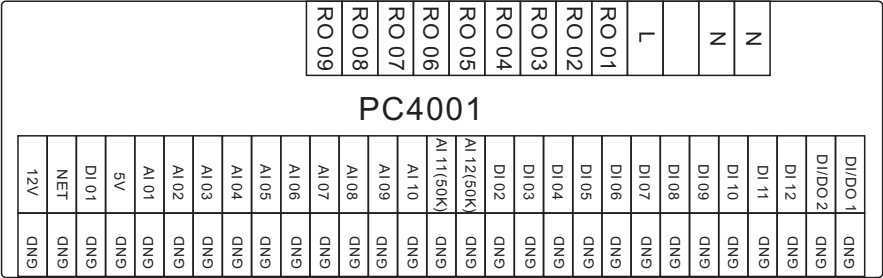 RO 09 RO 08 RO 07 RO 06 RO 05 RO 04 RO 03 RO 02 RO 01 L N N
PC4001
12V NET DI 01 5V AI 01 AI 02 AI 03 AI 04 AI 05 AI 06 AI 07 AI 08 AI 09 AI 10 AI 11(50K) AI 12(50K) DI 02 DI 03 DI 04 DI 05 DI 06 DI 07 DI 08 DI 09 DI 10 DI 11 DI 12 DI/DO 2 DI/DO 1
GND GND GND GND GND GND GND GND GND GND GND GND GND GND GND GND GND GND GND GND GND GND GND GND GND GND GND GND GND